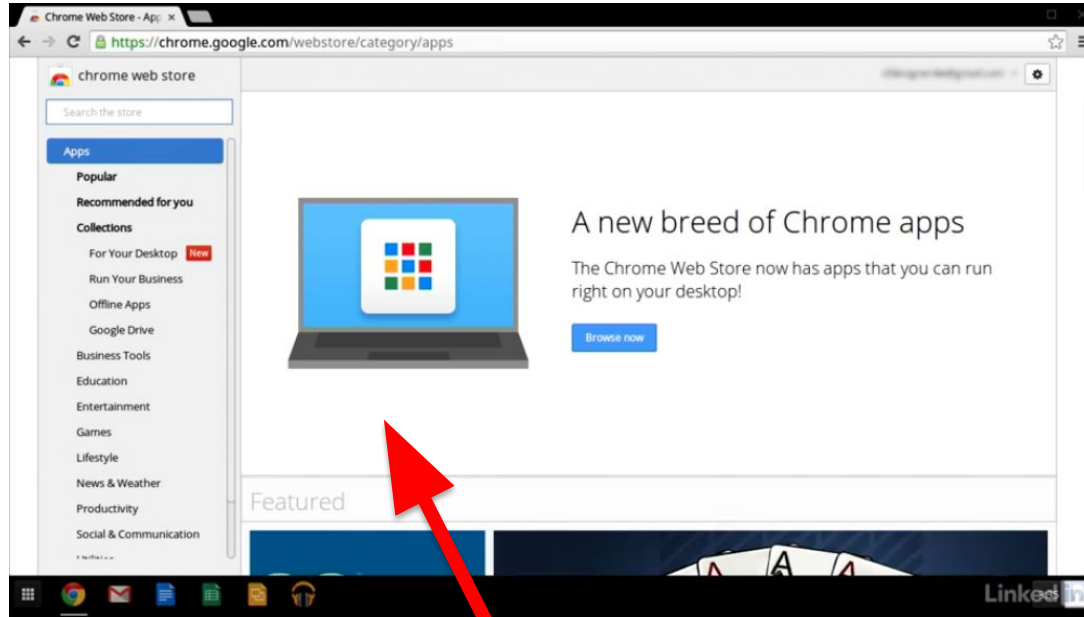 Chrome Web Store - App
https://chrome.google.com/webstore/category/apps
chrome web store
Search the store
Apps
Popular
Recommended for you
Collections
For Your Desktop New
Run Your Business
Offline Apps
Google Drive
Business Tools
Education
Entertainment
Games
Lifestyle
News & Weather
Productivity
Social & Communication
A new breed of Chrome apps
The Chrome Web Store now has apps that you can run
right on your desktop!
Browse now
Featured
A A A
Linked in